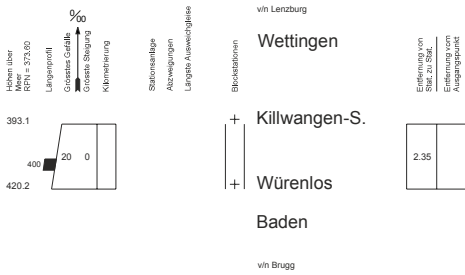 v/n Lenzburg
‰
Höhen über
Meer
RPN = 373.60
Längenprofil
Grösstes Gefälle
Grösste Steigung
Kilometrierung
Stationsanlage
Abzweigungen
Längste Ausweichgleise
Blockstationen
Wettingen
Entfernung von
Stat. zu Stat.
Entfernung vom
Ausgangspunkt
393.1
+ Killwangen-S.
400
20
0
2.35
420.2
+ Würenlos
Baden
v/n Brugg